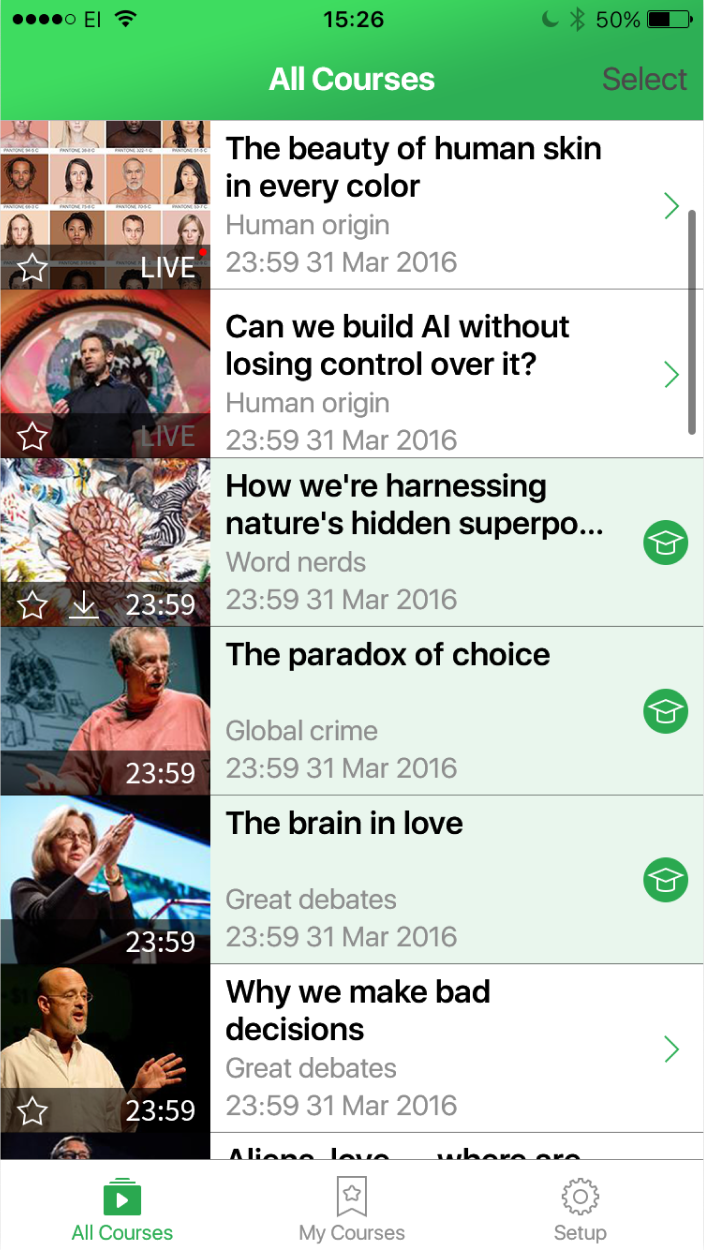 EI 15:26 50%
All Courses Select
The beauty of human skin
in every color
Human origin
LIVE
23:59 31 Mar 2016
Can we build AI without
losing control over it?
Human origin
LIVE
23:59 31 Mar 2016
How we're harnessing
nature's hidden superpo...
Word nerds
23:59
23:59 31 Mar 2016
The paradox of choice
Global crime
23:59
23:59 31 Mar 2016
The brain in love
Great debates
23:59
23:59 31 Mar 2016
Why we make bad
decisions
Great debates
23:59
23:59 31 Mar 2016
Aliens, love — where are
All Courses My Courses Setup